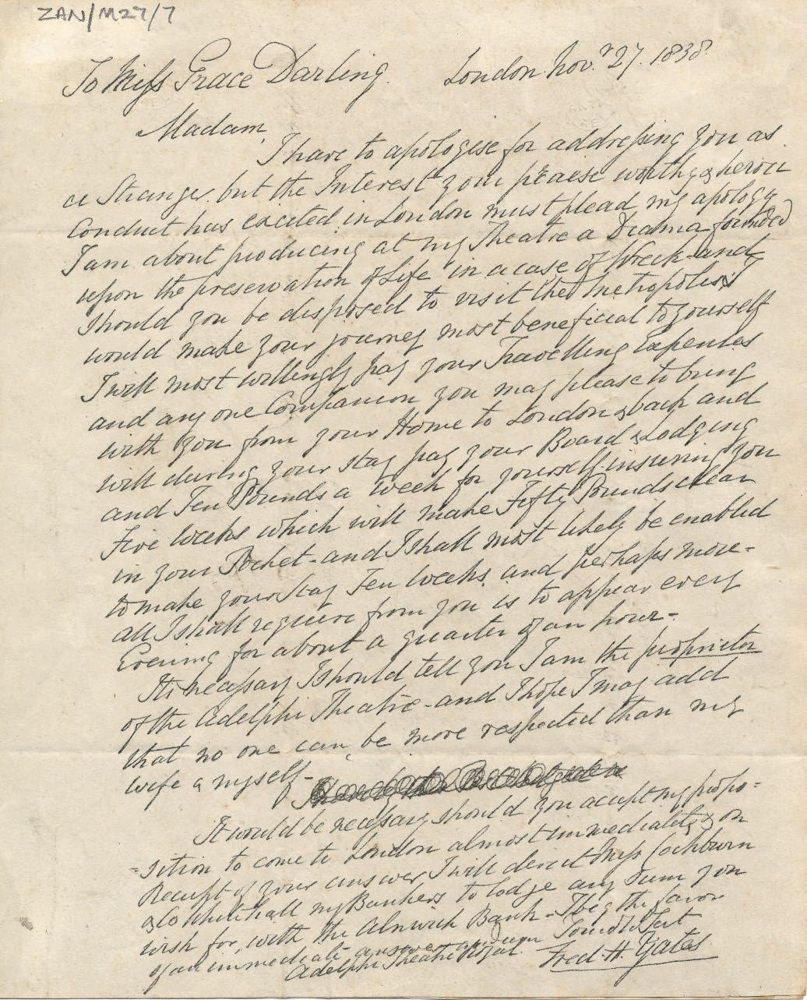 ZAN/M27/7
To Miss Grace Darling. London Novr 27. 1838.
Madam,
I have to apologise for addressing you as
a Stranger. but the Interest your praise worthy & heroic
Conduct has excited in London must plead my apology
I am about producing at my Theatre a Drama founded
upon the preservation of Life in a case of Wreck - and
Should you be disposed to visit the Metropolis I
would make your journey most beneficial to yourself
I will most willingly pay your Travelling Expences
and any one Companion you may please to bring
with you from your Home to London & back and
will during your stay pay your Board & Lodging
and Ten Pounds a week for yourself insuring you
Five weeks which will make Fifty Pounds clear
in your Pocket - and I shall most likely be enabled
to make your Stay Ten weeks and perhaps more -
all I shall require from you is to appear every
Evening for about a quarter of an hour -
It is necessary I should tell you I am the proprietor
of the Adelphi Theatre - and I hope I may add
that no one can be more respected than my
wife & myself -
It would be necessary should you accept my propo=
=sition to come to London almost immediately & on
Receipt of your answer I will direct Messrs Cockburn
& Co Whitehall my Bankers to lodge any Sum you
wish for, with the Alnwick Bank - I beg the favor
of an immediate answer and am Your Obt Sert
Adelphi Theatre Royal. Fred. H. Yates